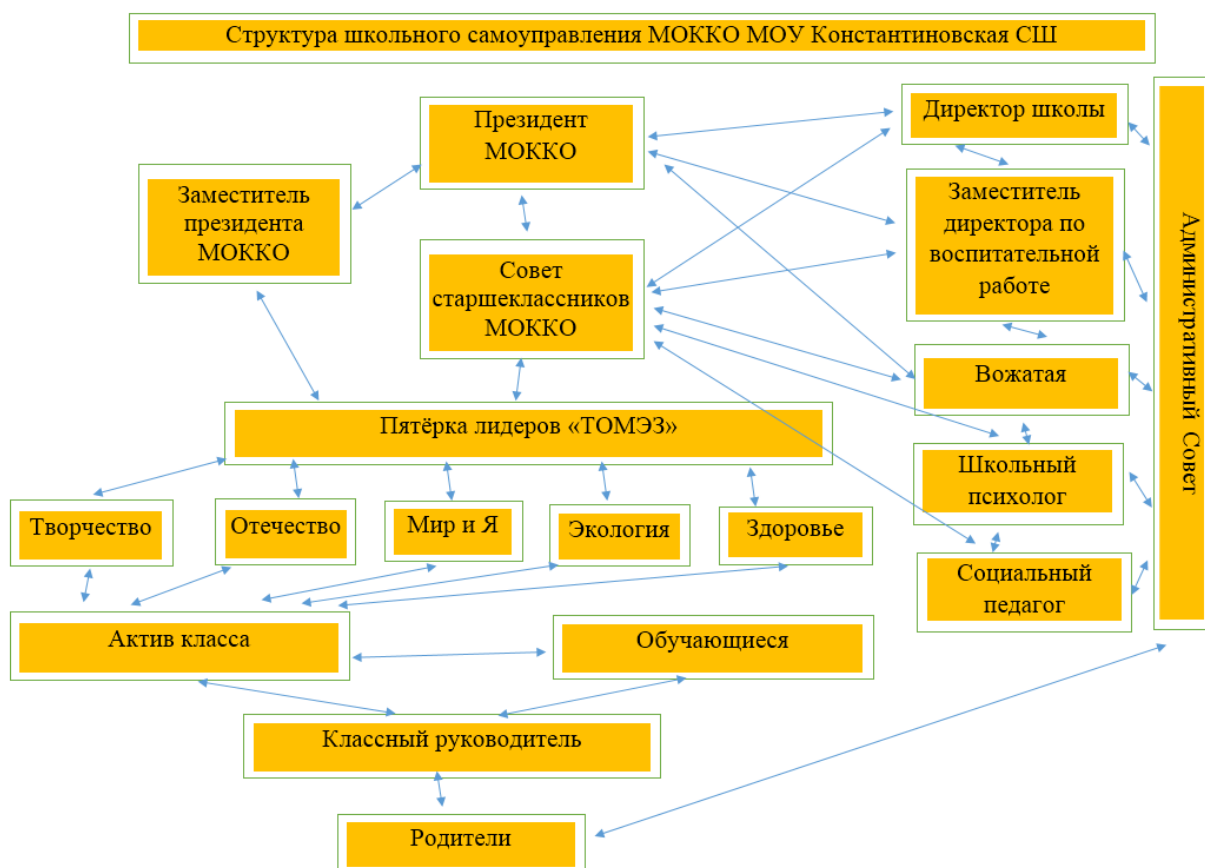 Структура школьного самоуправления МОККО МОУ Константиновская СШ
Президент
МОККО
Директор школы
Заместитель
президента
МОККО
Заместитель
директора по
воспитательной
работе
Совет
старшеклассников
МОККО
Вожатая
Административный Совет
Пятёрка лидеров «ТОМЭЗ»
Школьный
психолог
Творчество
Отечество
Мир и Я
Экология
Здоровье
Социальный
педагог
Актив класса
Обучающиеся
Классный руководитель
Родители